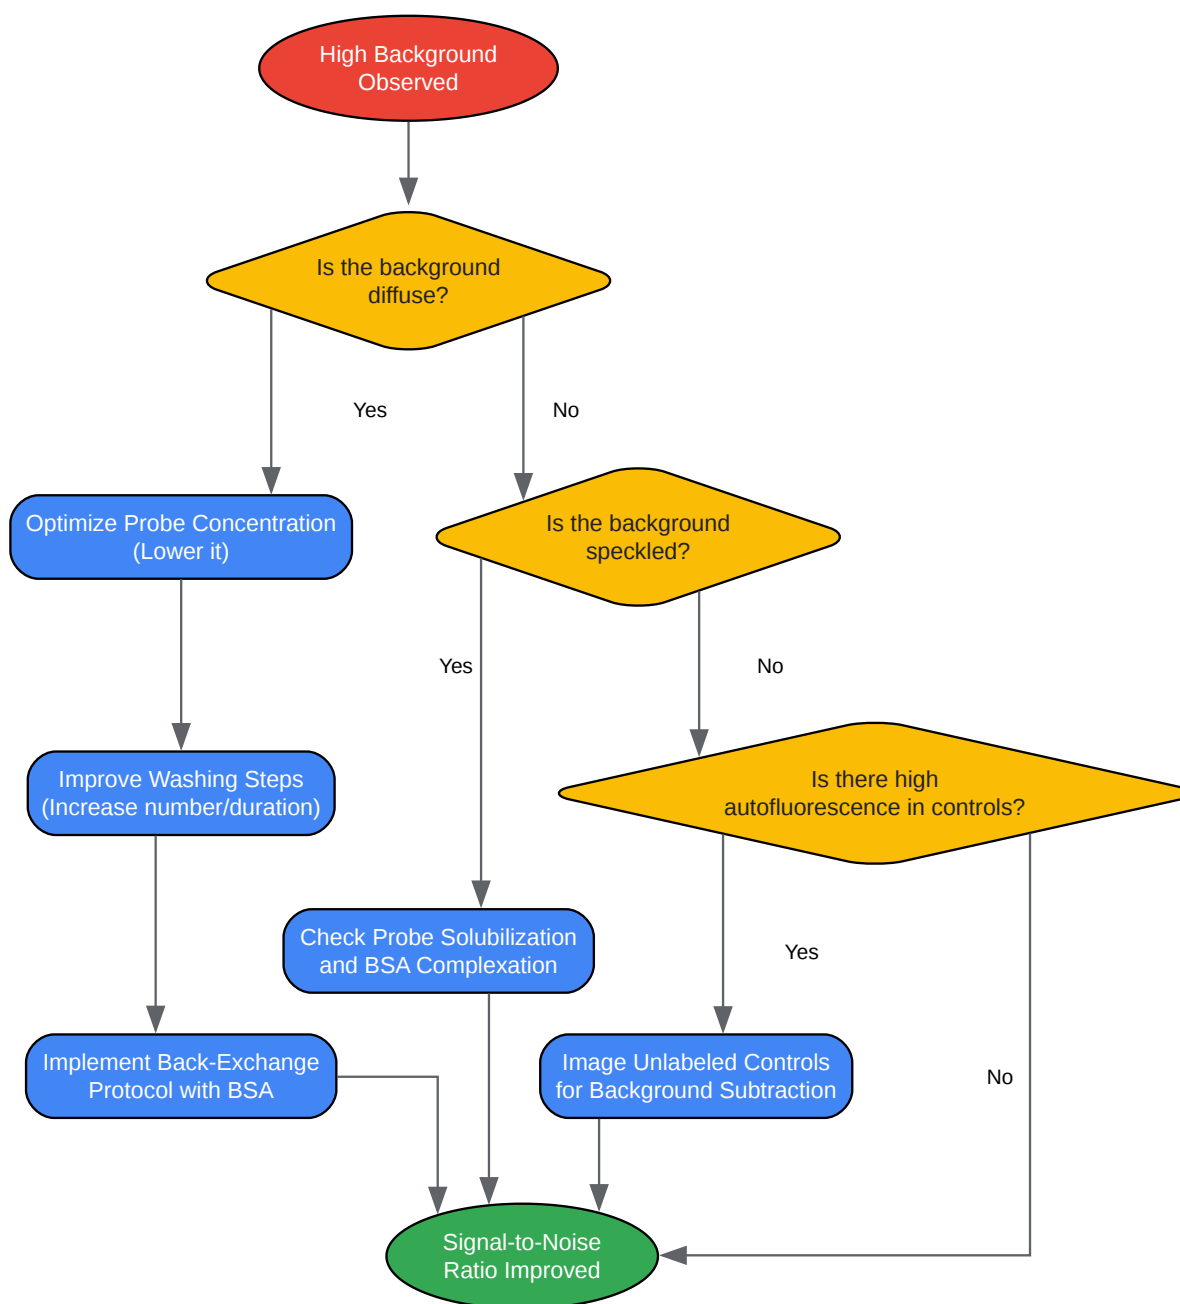 High Background
Observed
Is the background
diffuse?
Yes
No
Optimize Probe Concentration
(Lower it)
Is the background
speckled?
Yes
No
Improve Washing Steps
(Increase number/duration)
Is there high
autofluorescence in controls?
Check Probe Solubilization
and BSA Complexation
Yes
Implement Back-Exchange
Protocol with BSA
Image Unlabeled Controls
for Background Subtraction
No
Signal-to-Noise
Ratio Improved